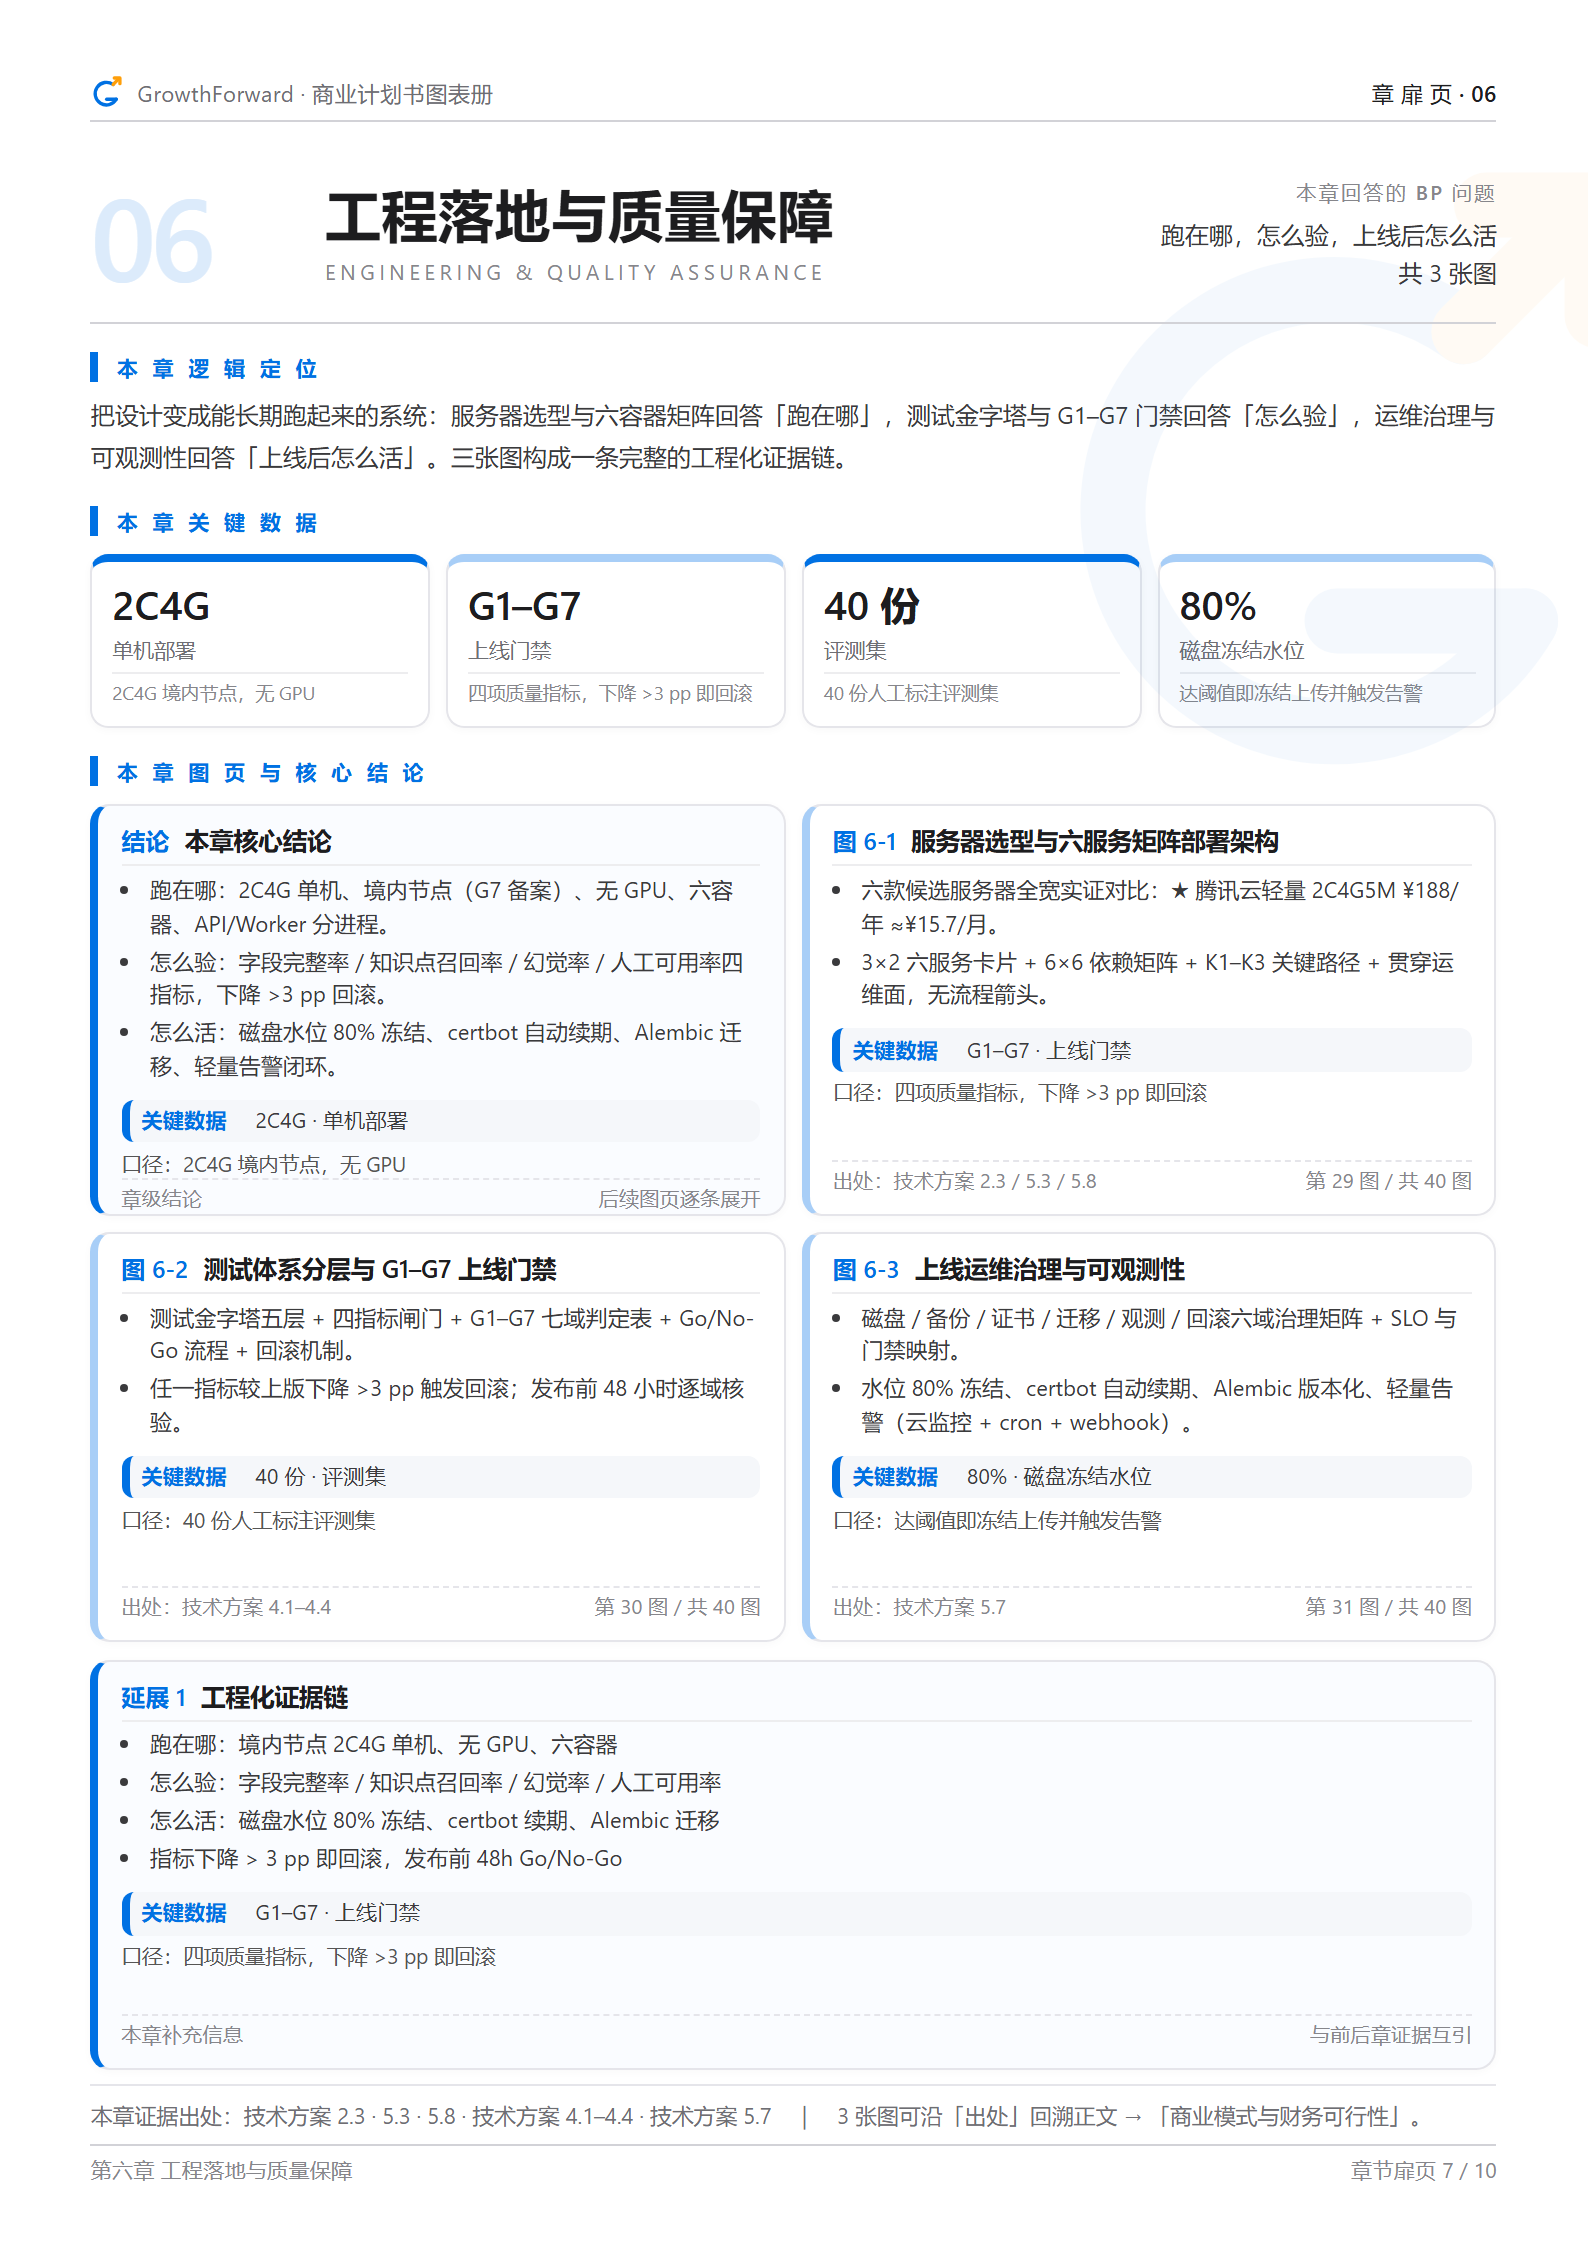 GrowthForward · 商业计划书图表册
章 扉 页 · 06
06
工程落地与质量保障
ENGINEERING & QUALITY ASSURANCE
本章回答的 BP 问题
跑在哪，怎么验，上线后怎么活
共 3 张图
本章逻辑定位
把设计变成能长期跑起来的系统：服务器选型与六容器矩阵回答「跑在哪」，测试金字塔与 G1–G7 门禁回答「怎么验」，运维治理与
可观测性回答「上线后怎么活」。三张图构成一条完整的工程化证据链。
本章关键数据
2C4G
单机部署
2C4G 境内节点，无 GPU
G1–G7
上线门禁
四项质量指标，下降 >3 pp 即回滚
40 份
评测集
40 份人工标注评测集
80%
磁盘冻结水位
达阈值即冻结上传并触发告警
本章图页与核心结论
结论 本章核心结论
• 跑在哪：2C4G 单机、境内节点（G7 备案）、无 GPU、六容
器、API/Worker 分进程。
• 怎么验：字段完整率 / 知识点召回率 / 幻觉率 / 人工可用率四
指标，下降 >3 pp 回滚。
• 怎么活：磁盘水位 80% 冻结、certbot 自动续期、Alembic 迁
移、轻量告警闭环。
关键数据 2C4G · 单机部署
口径：2C4G 境内节点，无 GPU
章级结论 后续图页逐条展开
图 6-1 服务器选型与六服务矩阵部署架构
• 六款候选服务器全宽实证对比：★ 腾讯云轻量 2C4G5M ¥188/
年 ≈¥15.7/月。
• 3×2 六服务卡片 + 6×6 依赖矩阵 + K1–K3 关键路径 + 贯穿运
维面，无流程箭头。
关键数据 G1–G7 · 上线门禁
口径：四项质量指标，下降 >3 pp 即回滚
出处：技术方案 2.3 / 5.3 / 5.8 第 29 图 / 共 40 图
图 6-2 测试体系分层与 G1–G7 上线门禁
• 测试金字塔五层 + 四指标闸门 + G1–G7 七域判定表 + Go/No-
Go 流程 + 回滚机制。
• 任一指标较上版下降 >3 pp 触发回滚；发布前 48 小时逐域核
验。
关键数据 40 份 · 评测集
口径：40 份人工标注评测集
出处：技术方案 4.1–4.4 第 30 图 / 共 40 图
图 6-3 上线运维治理与可观测性
• 磁盘 / 备份 / 证书 / 迁移 / 观测 / 回滚六域治理矩阵 + SLO 与
门禁映射。
• 水位 80% 冻结、certbot 自动续期、Alembic 版本化、轻量告
警（云监控 + cron + webhook）。
关键数据 80% · 磁盘冻结水位
口径：达阈值即冻结上传并触发告警
出处：技术方案 5.7 第 31 图 / 共 40 图
延展 1 工程化证据链
• 跑在哪：境内节点 2C4G 单机、无 GPU、六容器
• 怎么验：字段完整率 / 知识点召回率 / 幻觉率 / 人工可用率
• 怎么活：磁盘水位 80% 冻结、certbot 续期、Alembic 迁移
• 指标下降 > 3 pp 即回滚，发布前 48h Go/No-Go
关键数据 G1–G7 · 上线门禁
口径：四项质量指标，下降 >3 pp 即回滚
本章补充信息 与前后章证据互引
本章证据出处：技术方案 2.3 · 5.3 · 5.8 · 技术方案 4.1–4.4 · 技术方案 5.7 | 3 张图可沿「出处」回溯正文 → 「商业模式与财务可行性」。
第六章 工程落地与质量保障
章节扉页 7 / 10